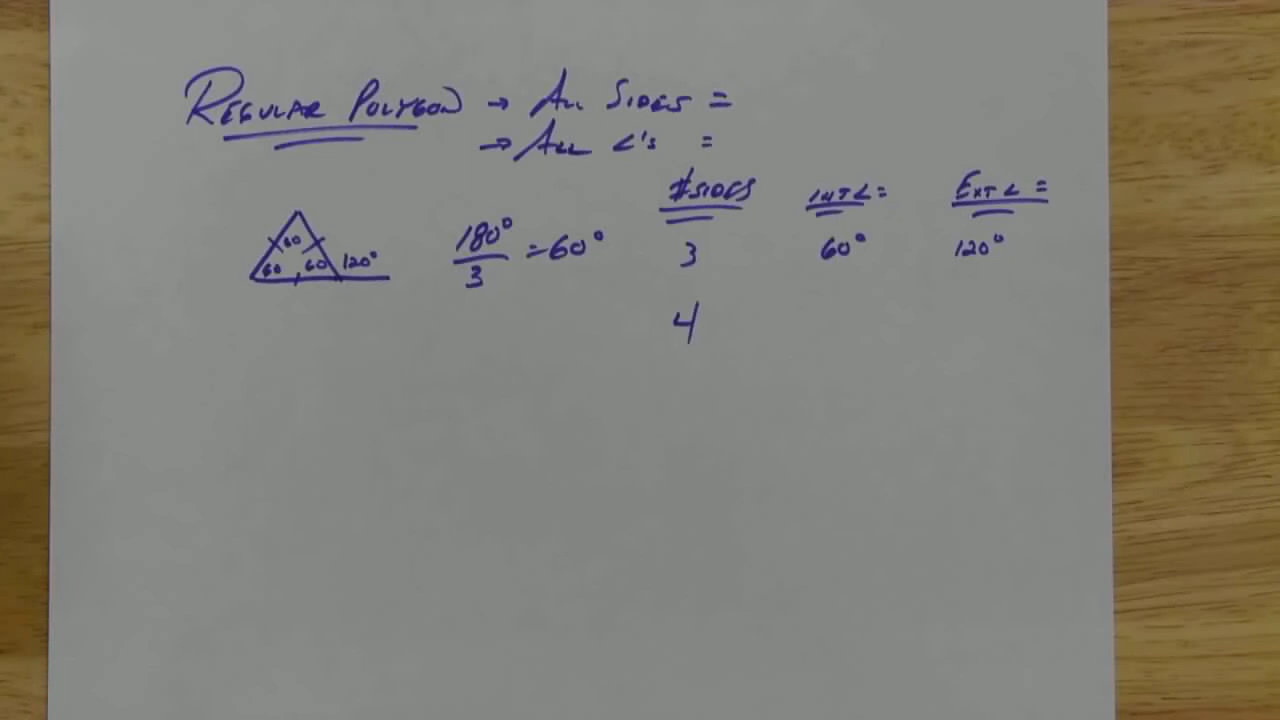 REGULAR POLYGON → ALL SIDES =
→ ALL ∠'s =
# SIDES INT ∠ = EXT ∠ =
60
60 60 120°
180°/3 = 60°
3 60° 120°
4